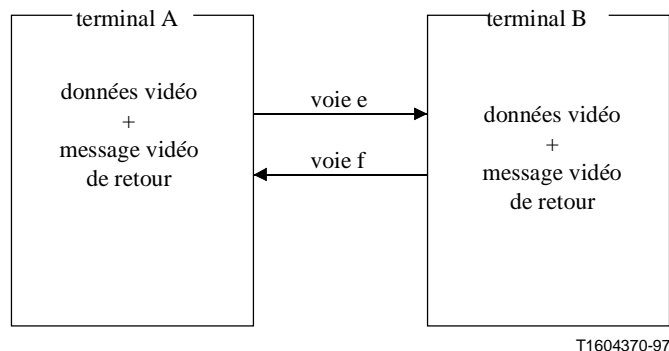 terminal A
terminal B
données vidéo
+
message vidéo
de retour
voie e
voie f
données vidéo
+
message vidéo
de retour
T1604370-97